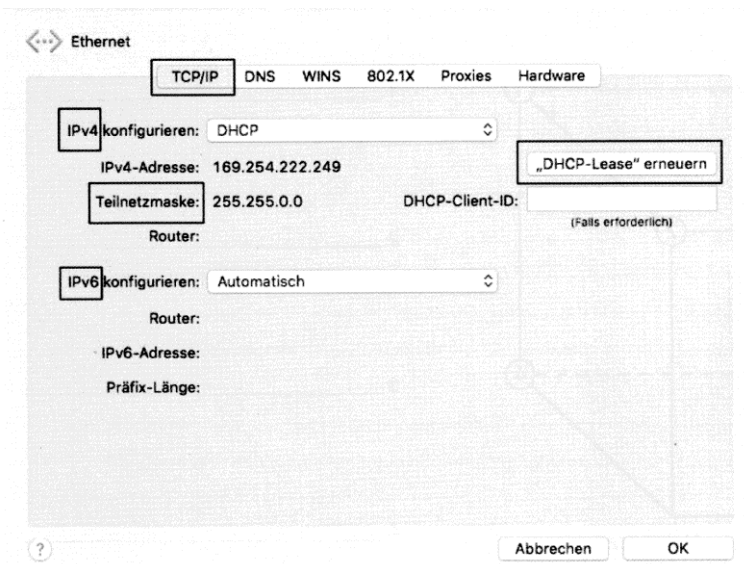 Ethernet
TCP/IP DNS WINS 802.1X Proxies Hardware
IPv4 konfigurieren: DHCP
IPv4-Adresse: 169.254.222.249
„DHCP-Lease“ erneuern
Teilnetzmaske: 255.255.0.0
DHCP-Client-ID:
(Falls erforderlich)
Router:
IPv6 konfigurieren: Automatisch
Router:
IPv6-Adresse:
Präfix-Länge:
? Abbrechen OK